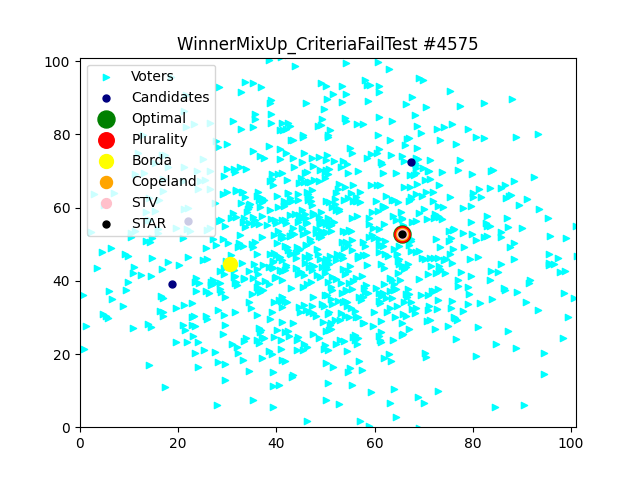 WinnerMixUp_CriteriaFailTest #4575
100
80
60
40
20
0
Voters
Candidates
Optimal
Plurality
Borda
Copeland
STV
STAR
0 20 40 60 80 100